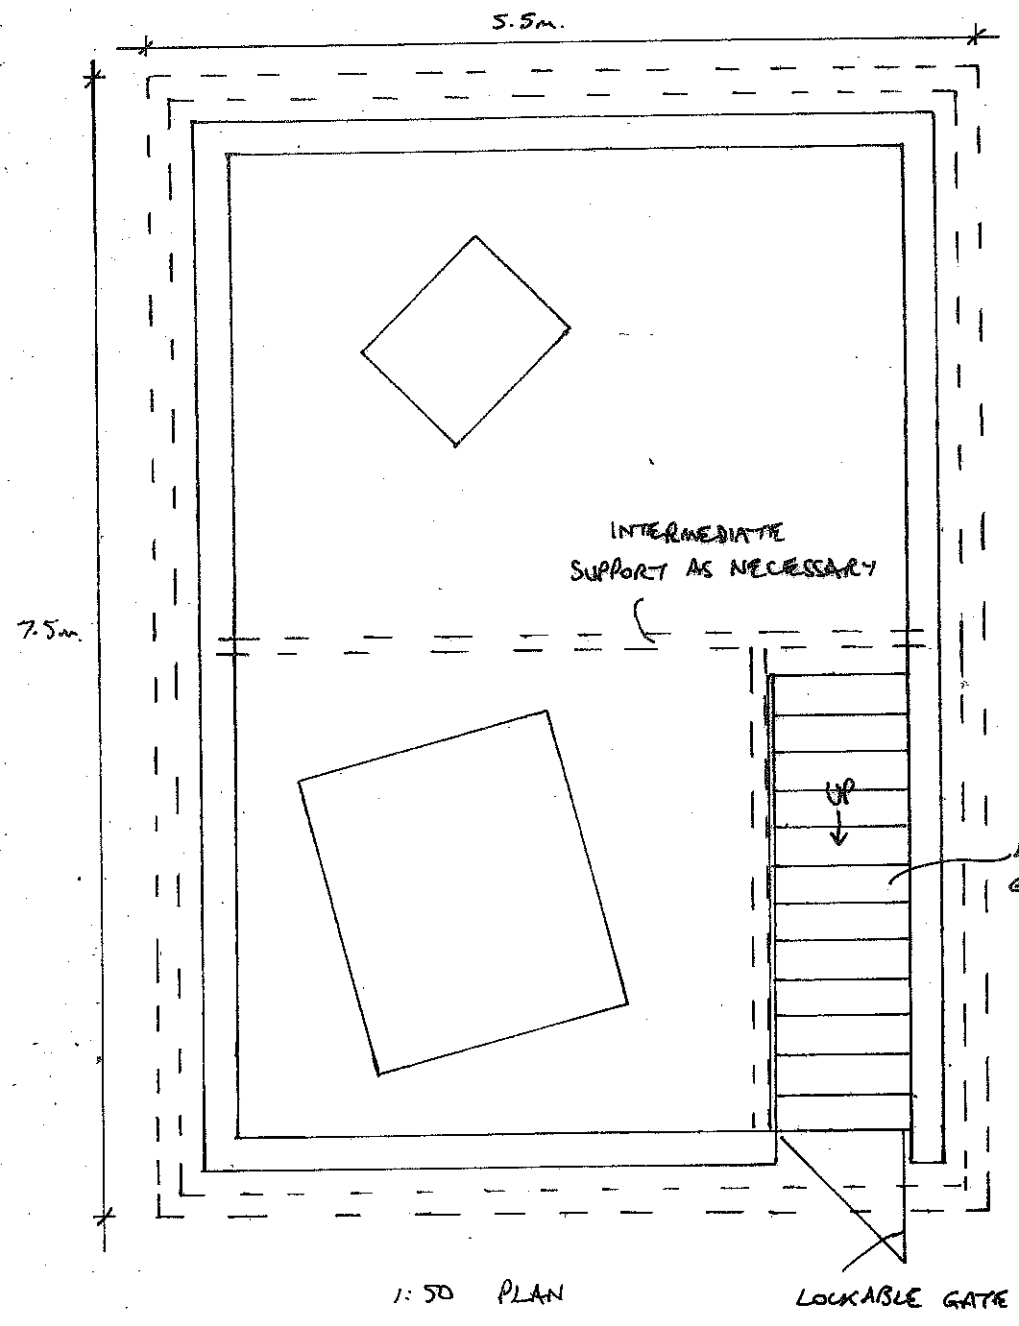 5.5m.
INTERMEDIATE
SUPPORT AS NECESSARY
7.5m.
UP
1:50 PLAN
LOCKABLE GATE